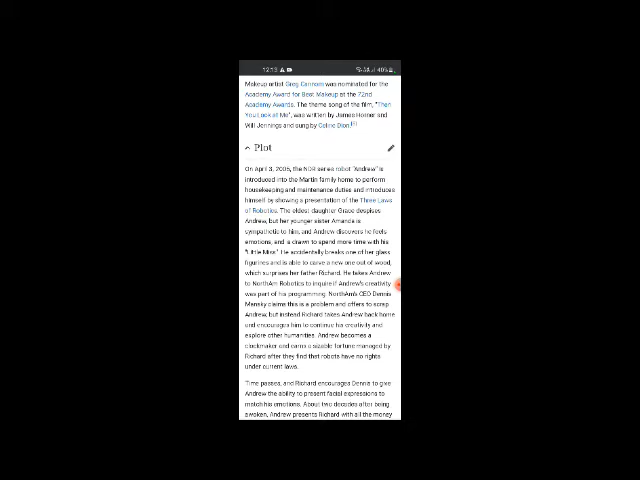 12:13
40%
Makeup artist Greg Cannom was nominated for the
Academy Award for Best Makeup at the 72nd
Academy Awards. The theme song of the film, "Then
You Look at Me", was written by James Horner and
Will Jennings and sung by Celine Dion.
Plot
On April 3, 2005, the NDR series robot "Andrew" is
introduced into the Martin family home to perform
housekeeping and maintenance duties and introduces
himself by showing a presentation of the Three Laws
of Robotics. The eldest daughter Grace despises
Andrew, but her younger sister Amanda is
sympathetic to him, and Andrew discovers he feels
emotions, and is drawn to spend more time with his
"Little Miss." He accidentally breaks one of her glass
figurines and is able to carve a new one out of wood,
which surprises her father Richard. He takes Andrew
to NorthAm Robotics to inquire if Andrew's creativity
was part of his programming. NorthAm's CEO Dennis
Mansky claims this is a problem and offers to scrap
Andrew, but instead Richard takes Andrew back home
and encourages him to continue his creativity and
explore other humanities. Andrew becomes a
clockmaker and earns a sizable fortune managed by
Richard after they find that robots have no rights
under current laws.
Time passes, and Richard encourages Dennis to give
Andrew the ability to present facial expressions to
match his emotions. About two decades after being
awoken, Andrew presents Richard with all the money